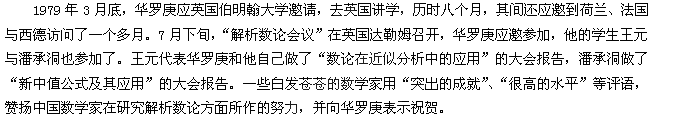 1979 年 3 月底，华罗庚应英国伯明翰大学邀请，去英国讲学，历时八个月，其间还应邀到荷兰、法国
与西德访问了一个多月。7 月下旬，“解析数论会议”在英国达勒姆召开，华罗庚应邀参加，他的学生王元
与潘承洞也参加了。王元代表华罗庚和他自己做了“数论在近似分析中的应用”的大会报告，潘承洞做了
“新中值公式及其应用”的大会报告。一些白发苍苍的数学家用“突出的成就”、“很高的水平”等评语，
赞扬中国数学家在研究解析数论方面所作的努力，并向华罗庚表示祝贺。